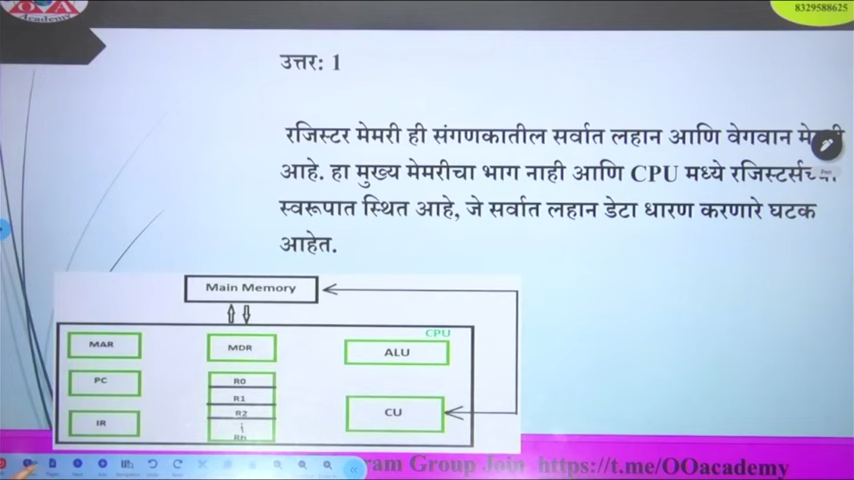 OOA
Academy
8329588625
उत्तर: 1
रजिस्टर मेमरी ही संगणकातील सर्वात लहान आणि वेगवान
आहे. हा मुख्य मेमरीचा भाग नाही आणि CPU मध्ये
स्वरूपात स्थित आहे, जे सर्वात लहान डेटा धारण करणारे घटक
आहेत.
Main Memory
CPU
MAR
MDR
ALU
PC
R0
R1
R2
CU
IR
Rn
Group Join https://t.me/OOacademy